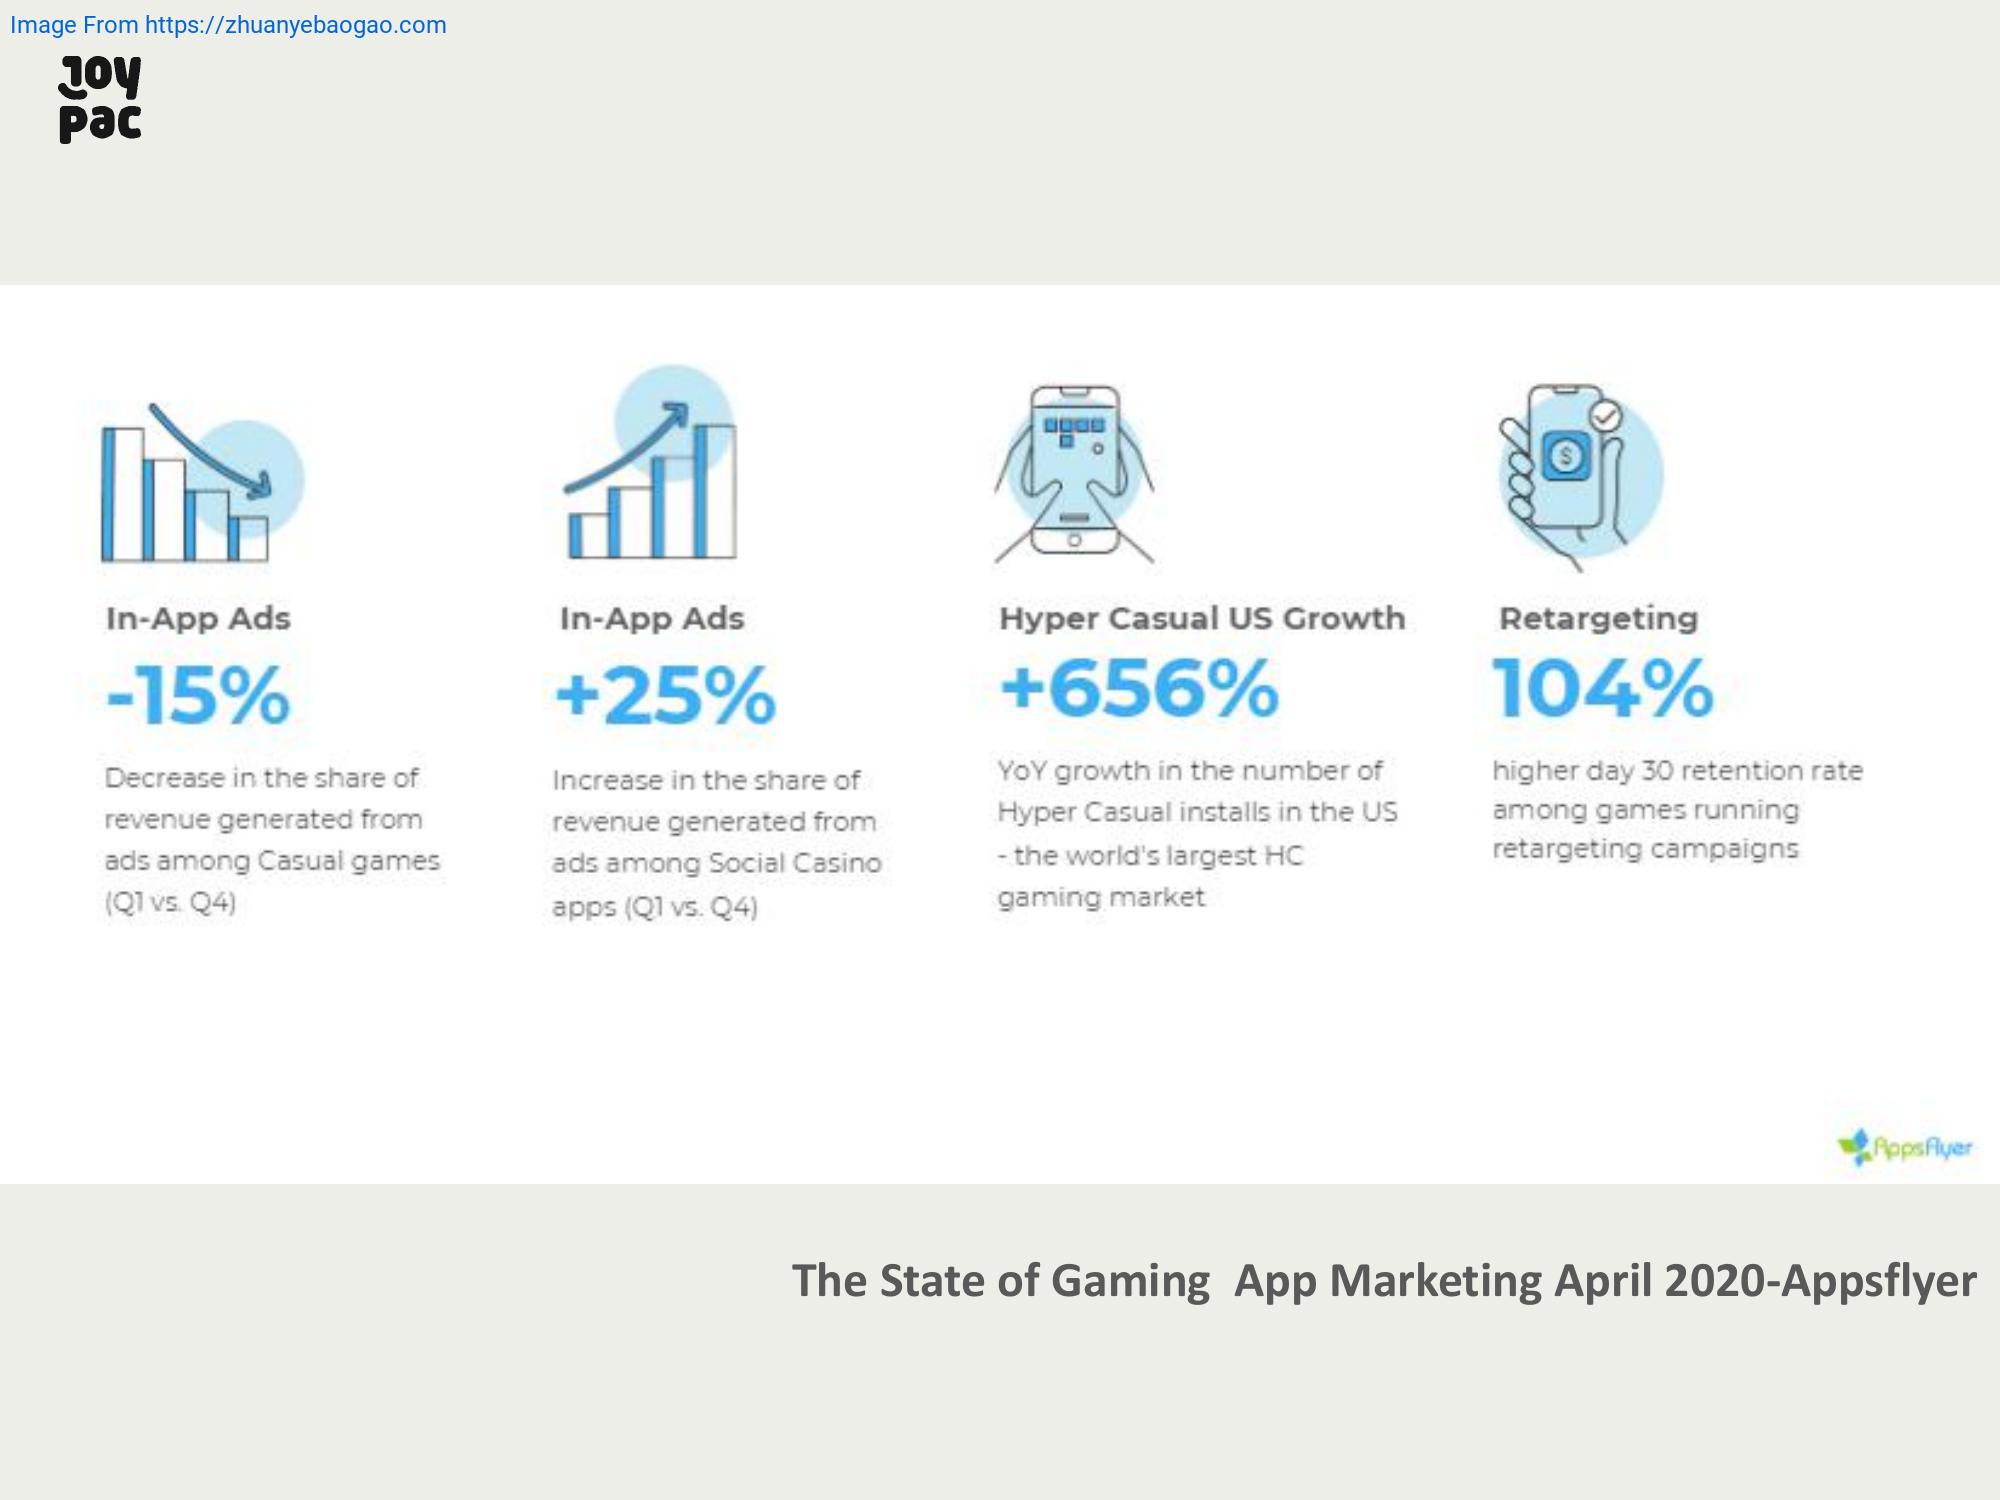 Image From https://zhuanyebaogao.com
Joy
pac
In-App Ads
-15%
Decrease in the share of
revenue generated from
ads among Casual games
(Q1 vs. Q4)
In-App Ads
+25%
Increase in the share of
revenue generated from
ads among Social Casino
apps (Q1 vs. Q4)
Hyper Casual US Growth
+656%
YoY growth in the number of
Hyper Casual installs in the US
- the world's largest HC
gaming market
$
Retargeting
104%
higher day 30 retention rate
among games running
retargeting campaigns
AppsFlyer
The State of Gaming  App Marketing April 2020-Appsflyer